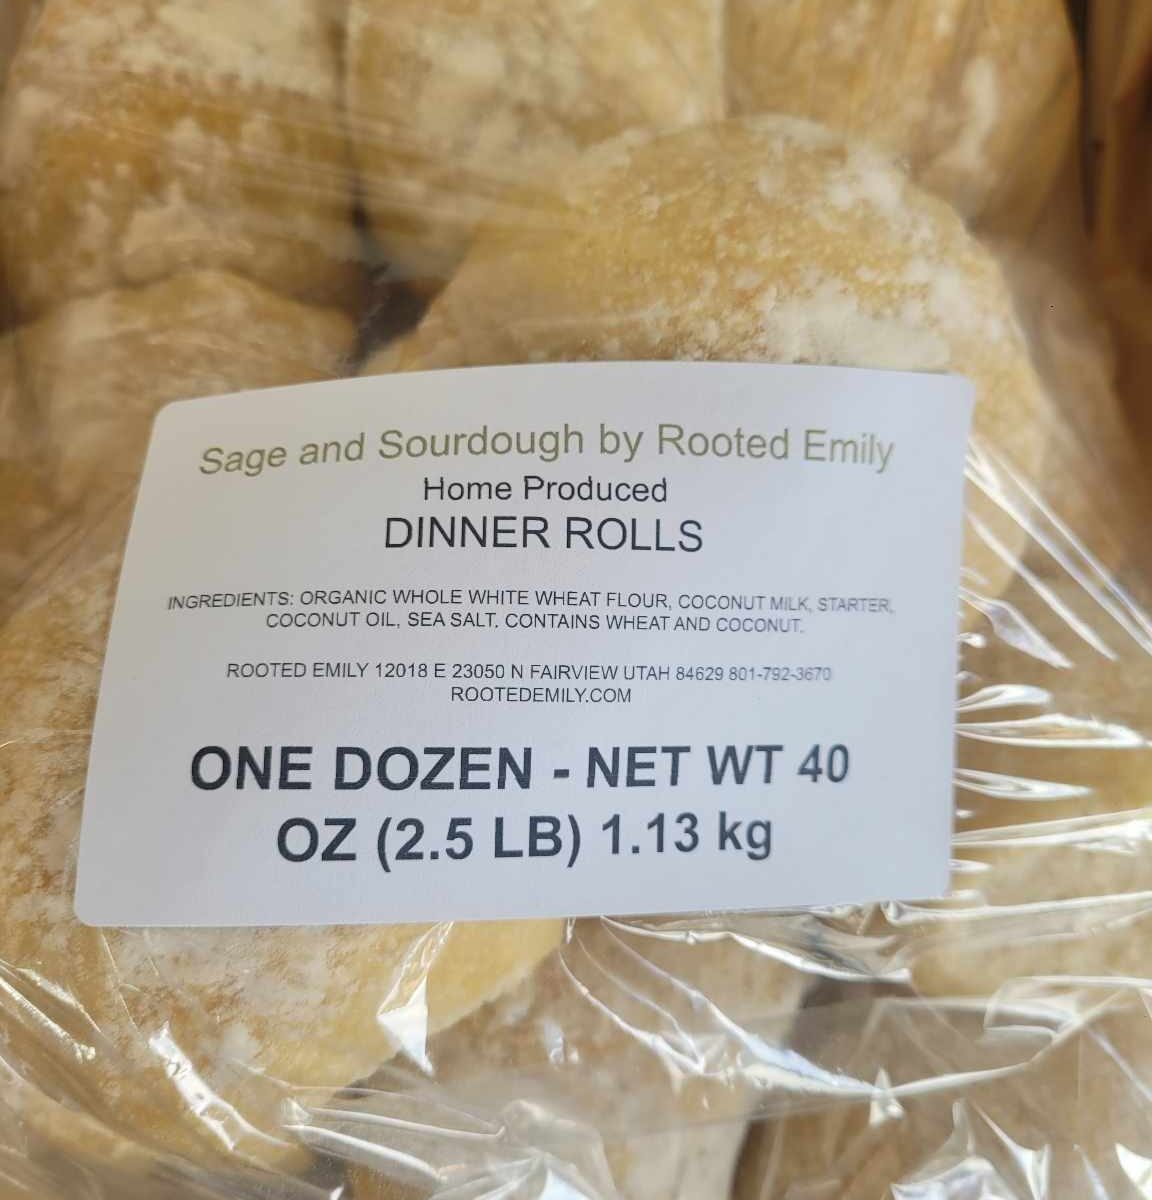 Sage and Sourdough by Rooted Emily
Home Produced
DINNER ROLLS
INGREDIENTS: ORGANIC WHOLE WHITE WHEAT FLOUR, COCONUT MILK, STARTER,
COCONUT OIL, SEA SALT. CONTAINS WHEAT AND COCONUT.
ROOTED EMILY 12018 E 23050 N FAIRVIEW UTAH 84629 801-792-3670
ROOTEDEMILY.COM
ONE DOZEN - NET WT 40
OZ (2.5 LB) 1.13 kg